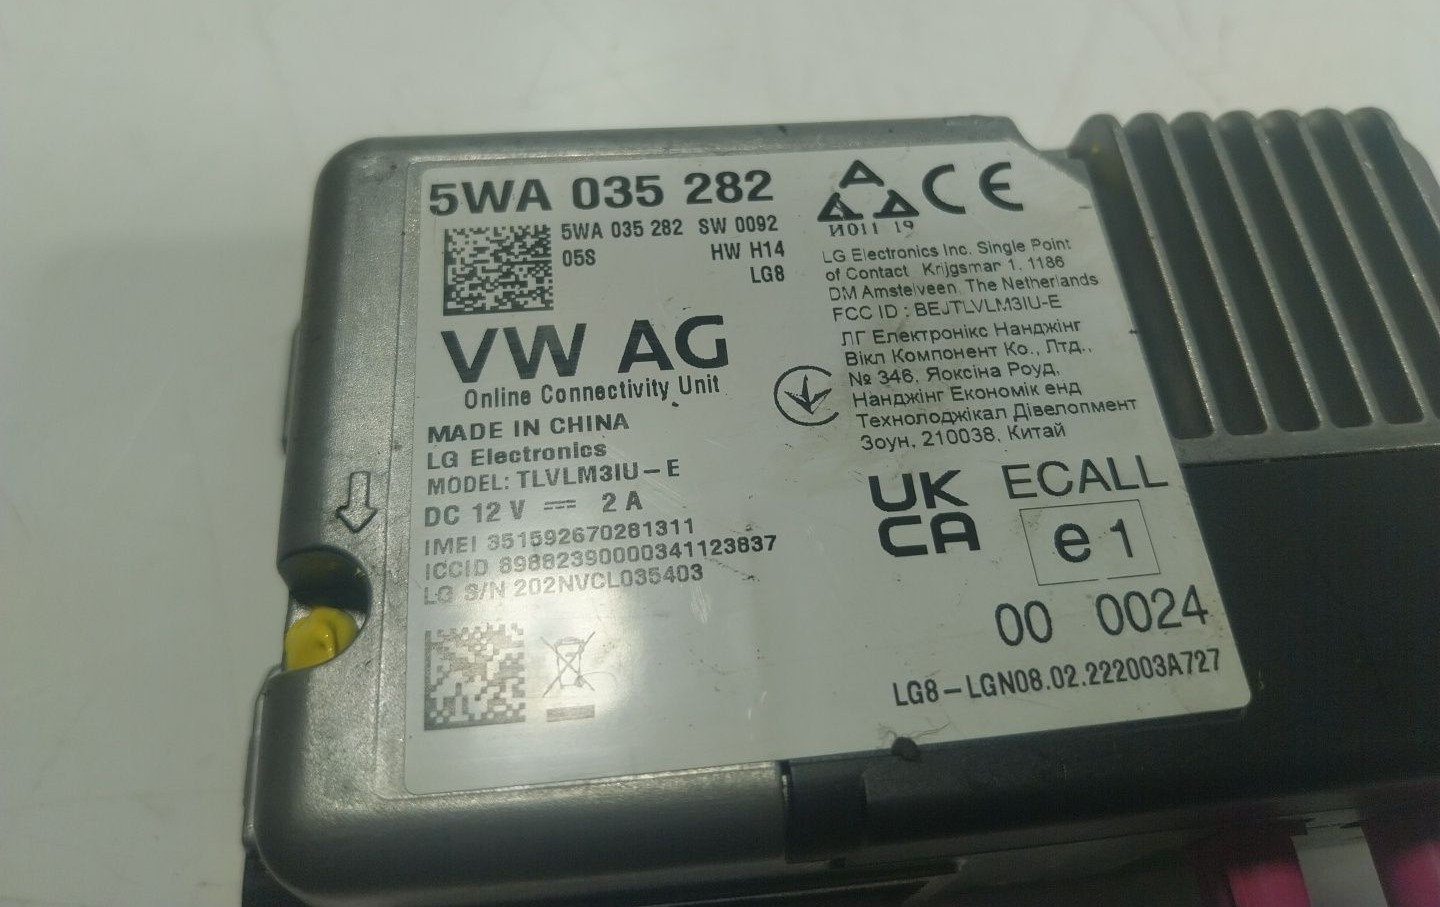 5WA 035 282
5WA 035 282 SW 0092
05S HW H14
LG8
VW AG
Online Connectivity Unit
MADE IN CHINA
LG Electronics
MODEL: TLVLM3IU-E
DC 12 V ⎓ 2 A
IMEI 351592670281311
ICCID 89882390000341123837
LG S/N 202NVCL035403
CE
И011 19
LG Electronics Inc. Single Point
of Contact Krijgsman 1, 1186
DM Amstelveen, The Netherlands
FCC ID : BEJTLVLM3IU-E
ЛГ Електронікс Нанджінг
Вікл Компонент Ко., Лтд.,
№ 346, Яоксіна Роуд,
Нанджінг Економік енд
Технолоджікал Дівелопмент
Зоун, 210038, Китай
UK
CA
ECALL
e1
00 0024
LG8-LGN08.02.222003A727